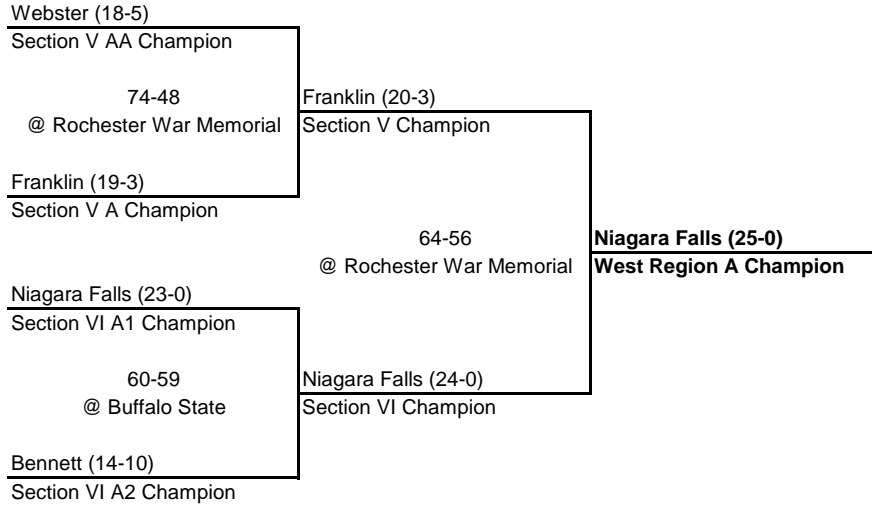 Webster (18-5)
Section V AA Champion
74-48
@ Rochester War Memorial
Franklin (20-3)
Section V Champion
Franklin (19-3)
Section V A Champion
64-56
@ Rochester War Memorial
Niagara Falls (25-0)
West Region A Champion
Niagara Falls (23-0)
Section VI A1 Champion
60-59
@ Buffalo State
Niagara Falls (24-0)
Section VI Champion
Bennett (14-10)
Section VI A2 Champion